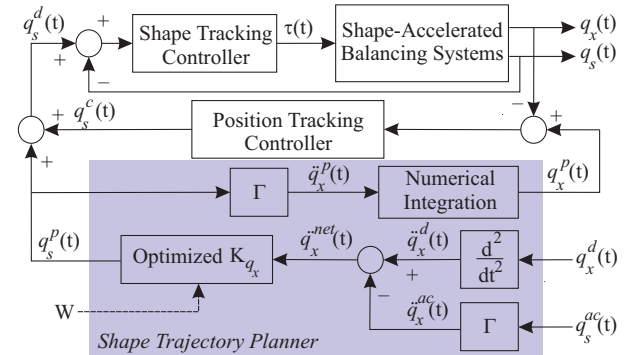 q_s^d(t)
+
+
−
Shape Tracking
Controller
τ(t)
Shape-Accelerated
Balancing Systems
q_x(t)
q_s(t)
+
q_s^c(t)
+
Position Tracking
Controller
−
+
Γ
q̈_x^p(t)
Numerical
Integration
q_x^p(t)
q_s^p(t)
Optimized K_{q_x}
q̈_x^net(t)
q̈_x^d(t)
+
−
d²
dt²
q_x^d(t)
W
q̈_x^ac(t)
Γ
q_s^ac(t)
Shape Trajectory Planner